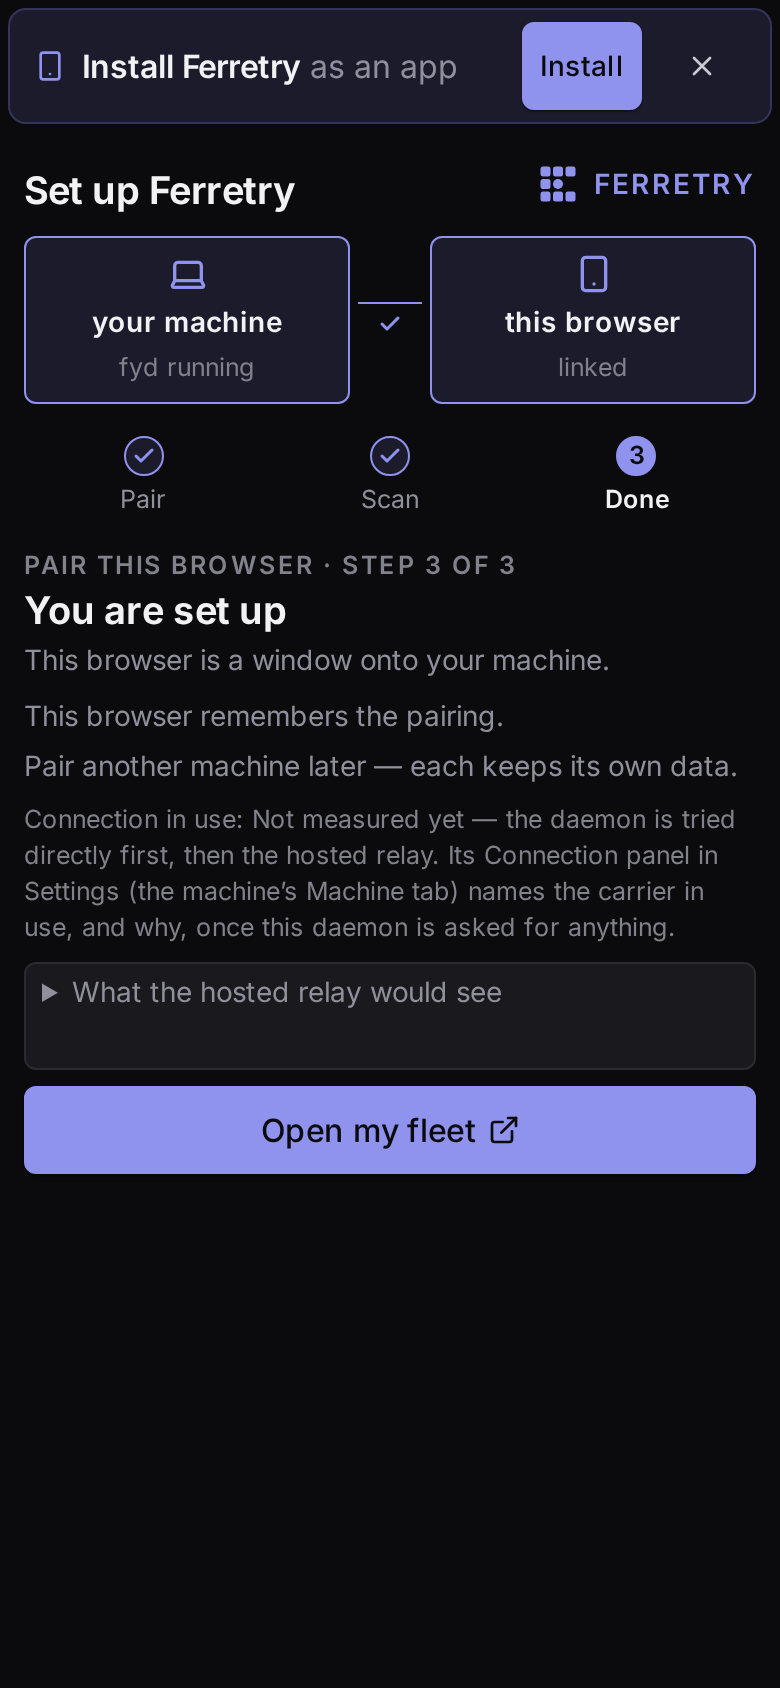 Install Ferretry as an app
Install
Set up Ferretry
FERRETRY
your machine
fyd running
this browser
linked
Pair
Scan
3
Done
PAIR THIS BROWSER · STEP 3 OF 3
You are set up
This browser is a window onto your machine.
This browser remembers the pairing.
Pair another machine later — each keeps its own data.
Connection in use: Not measured yet — the daemon is tried
directly first, then the hosted relay. Its Connection panel in
Settings (the machine’s Machine tab) names the carrier in
use, and why, once this daemon is asked for anything.
What the hosted relay would see
Open my fleet